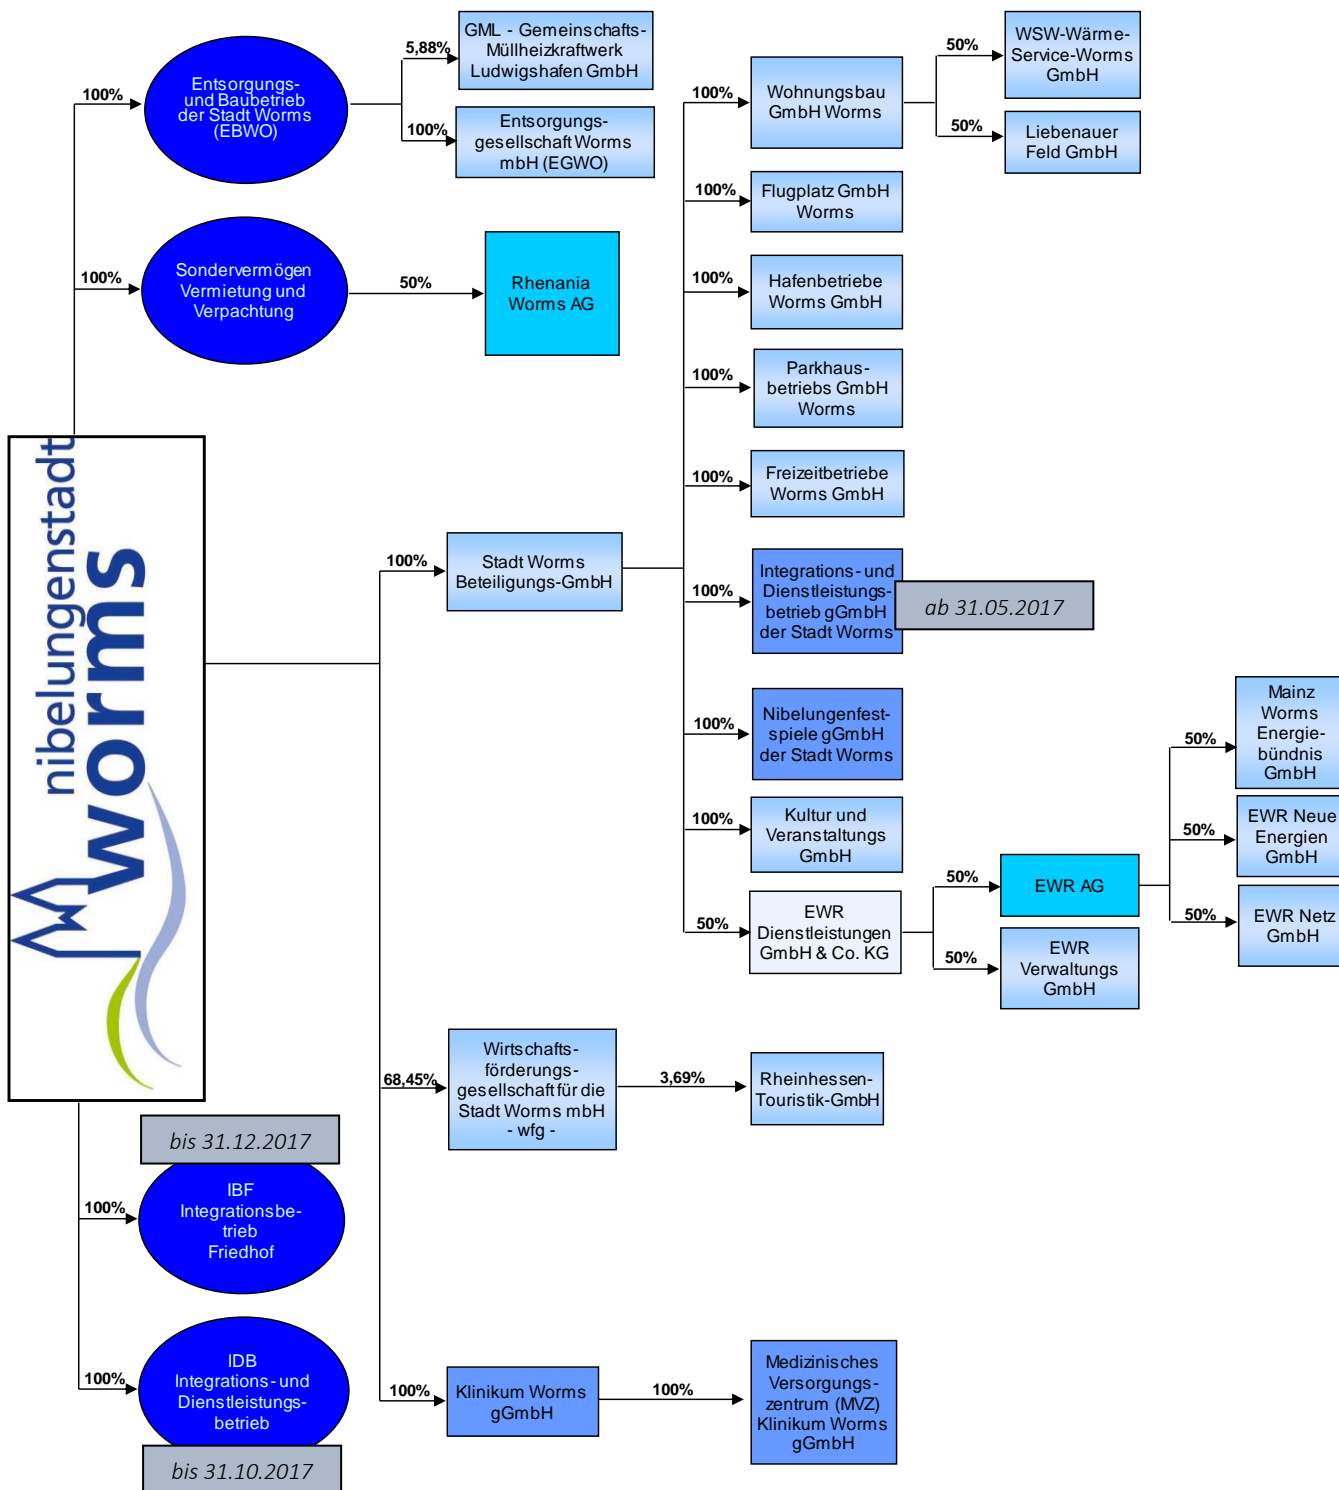 100%
Entsorgungs-
und Baubetrieb
der Stadt Worms
(EBWO)
5,88%
GML - Gemeinschafts-
Müllheizkraftwerk
Ludwigshafen GmbH
100%
Entsorgungs-
gesellschaft Worms
mbH (EGWO)
100%
Sondervermögen
Vermietung und
Verpachtung
50%
Rhenania
Worms AG
nibelungenstadt
worms
100%
Stadt Worms
Beteiligungs-GmbH
100%
Wohnungsbau
GmbH Worms
50%
WSW-Wärme-
Service-Worms
GmbH
50%
Liebenauer
Feld GmbH
100%
Flugplatz GmbH
Worms
100%
Hafenbetriebe
Worms GmbH
100%
Parkhaus-
betriebs GmbH
Worms
100%
Freizeitbetriebe
Worms GmbH
100%
Integrations- und
Dienstleistungs-
betrieb gGmbH
der Stadt Worms
ab 31.05.2017
100%
Nibelungenfest-
spiele gGmbH
der Stadt Worms
100%
Kultur und
Veranstaltungs
GmbH
50%
EWR
Dienstleistungen
GmbH & Co. KG
50%
EWR AG
50%
EWR
Verwaltungs
GmbH
50%
Mainz
Worms
Energie-
bündnis
GmbH
50%
EWR Neue
Energien
GmbH
50%
EWR Netz
GmbH
68,45%
Wirtschafts-
förderungs-
gesellschaft für die
Stadt Worms mbH
- wfg -
3,69%
Rheinhessen-
Touristik-GmbH
bis 31.12.2017
100%
IBF
Integrationsbe-
trieb
Friedhof
100%
IDB
Integrations- und
Dienstleistungs-
betrieb
bis 31.10.2017
100%
Klinikum Worms
gGmbH
100%
Medizinisches
Versorgungs-
zentrum (MVZ)
Klinikum Worms
gGmbH